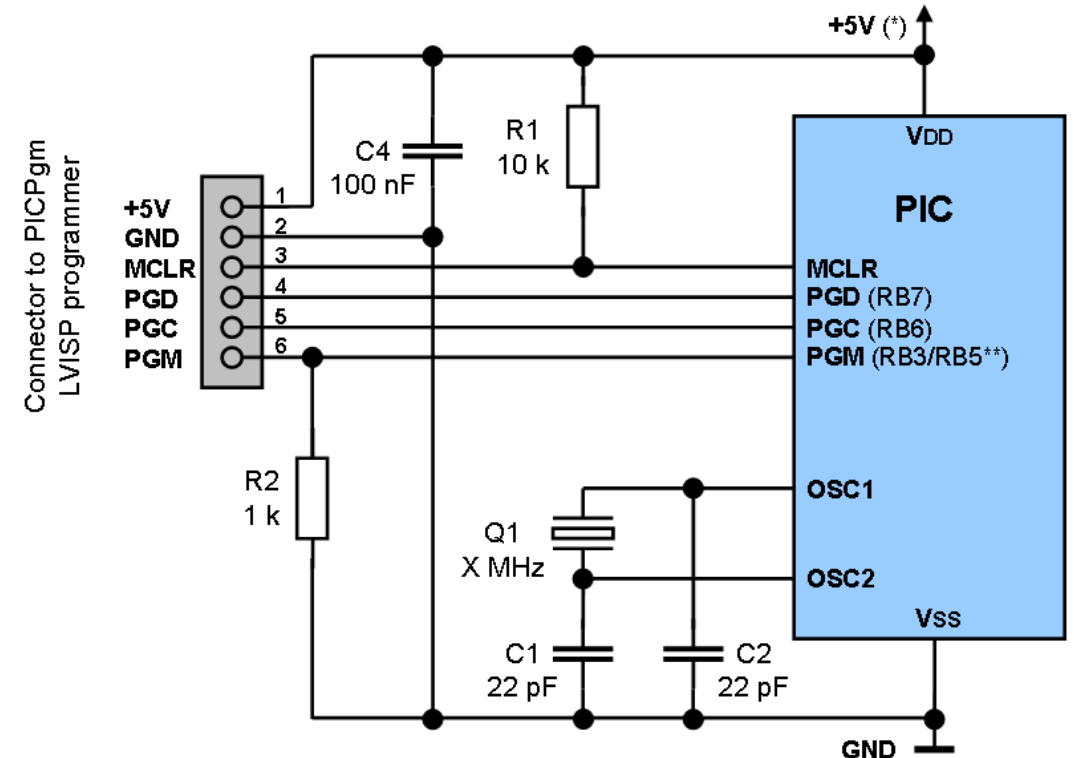 +5V (*)
VDD
PIC
Connector to PICPgm
LVISP programmer
+5V
GND
MCLR
PGD
PGC
PGM
1
2
3
4
5
6
C4
100 nF
R1
10 k
MCLR
PGD (RB7)
PGC (RB6)
PGM (RB3/RB5**)
R2
1 k
Q1
X MHz
OSC1
OSC2
C1
22 pF
C2
22 pF
VSS
GND